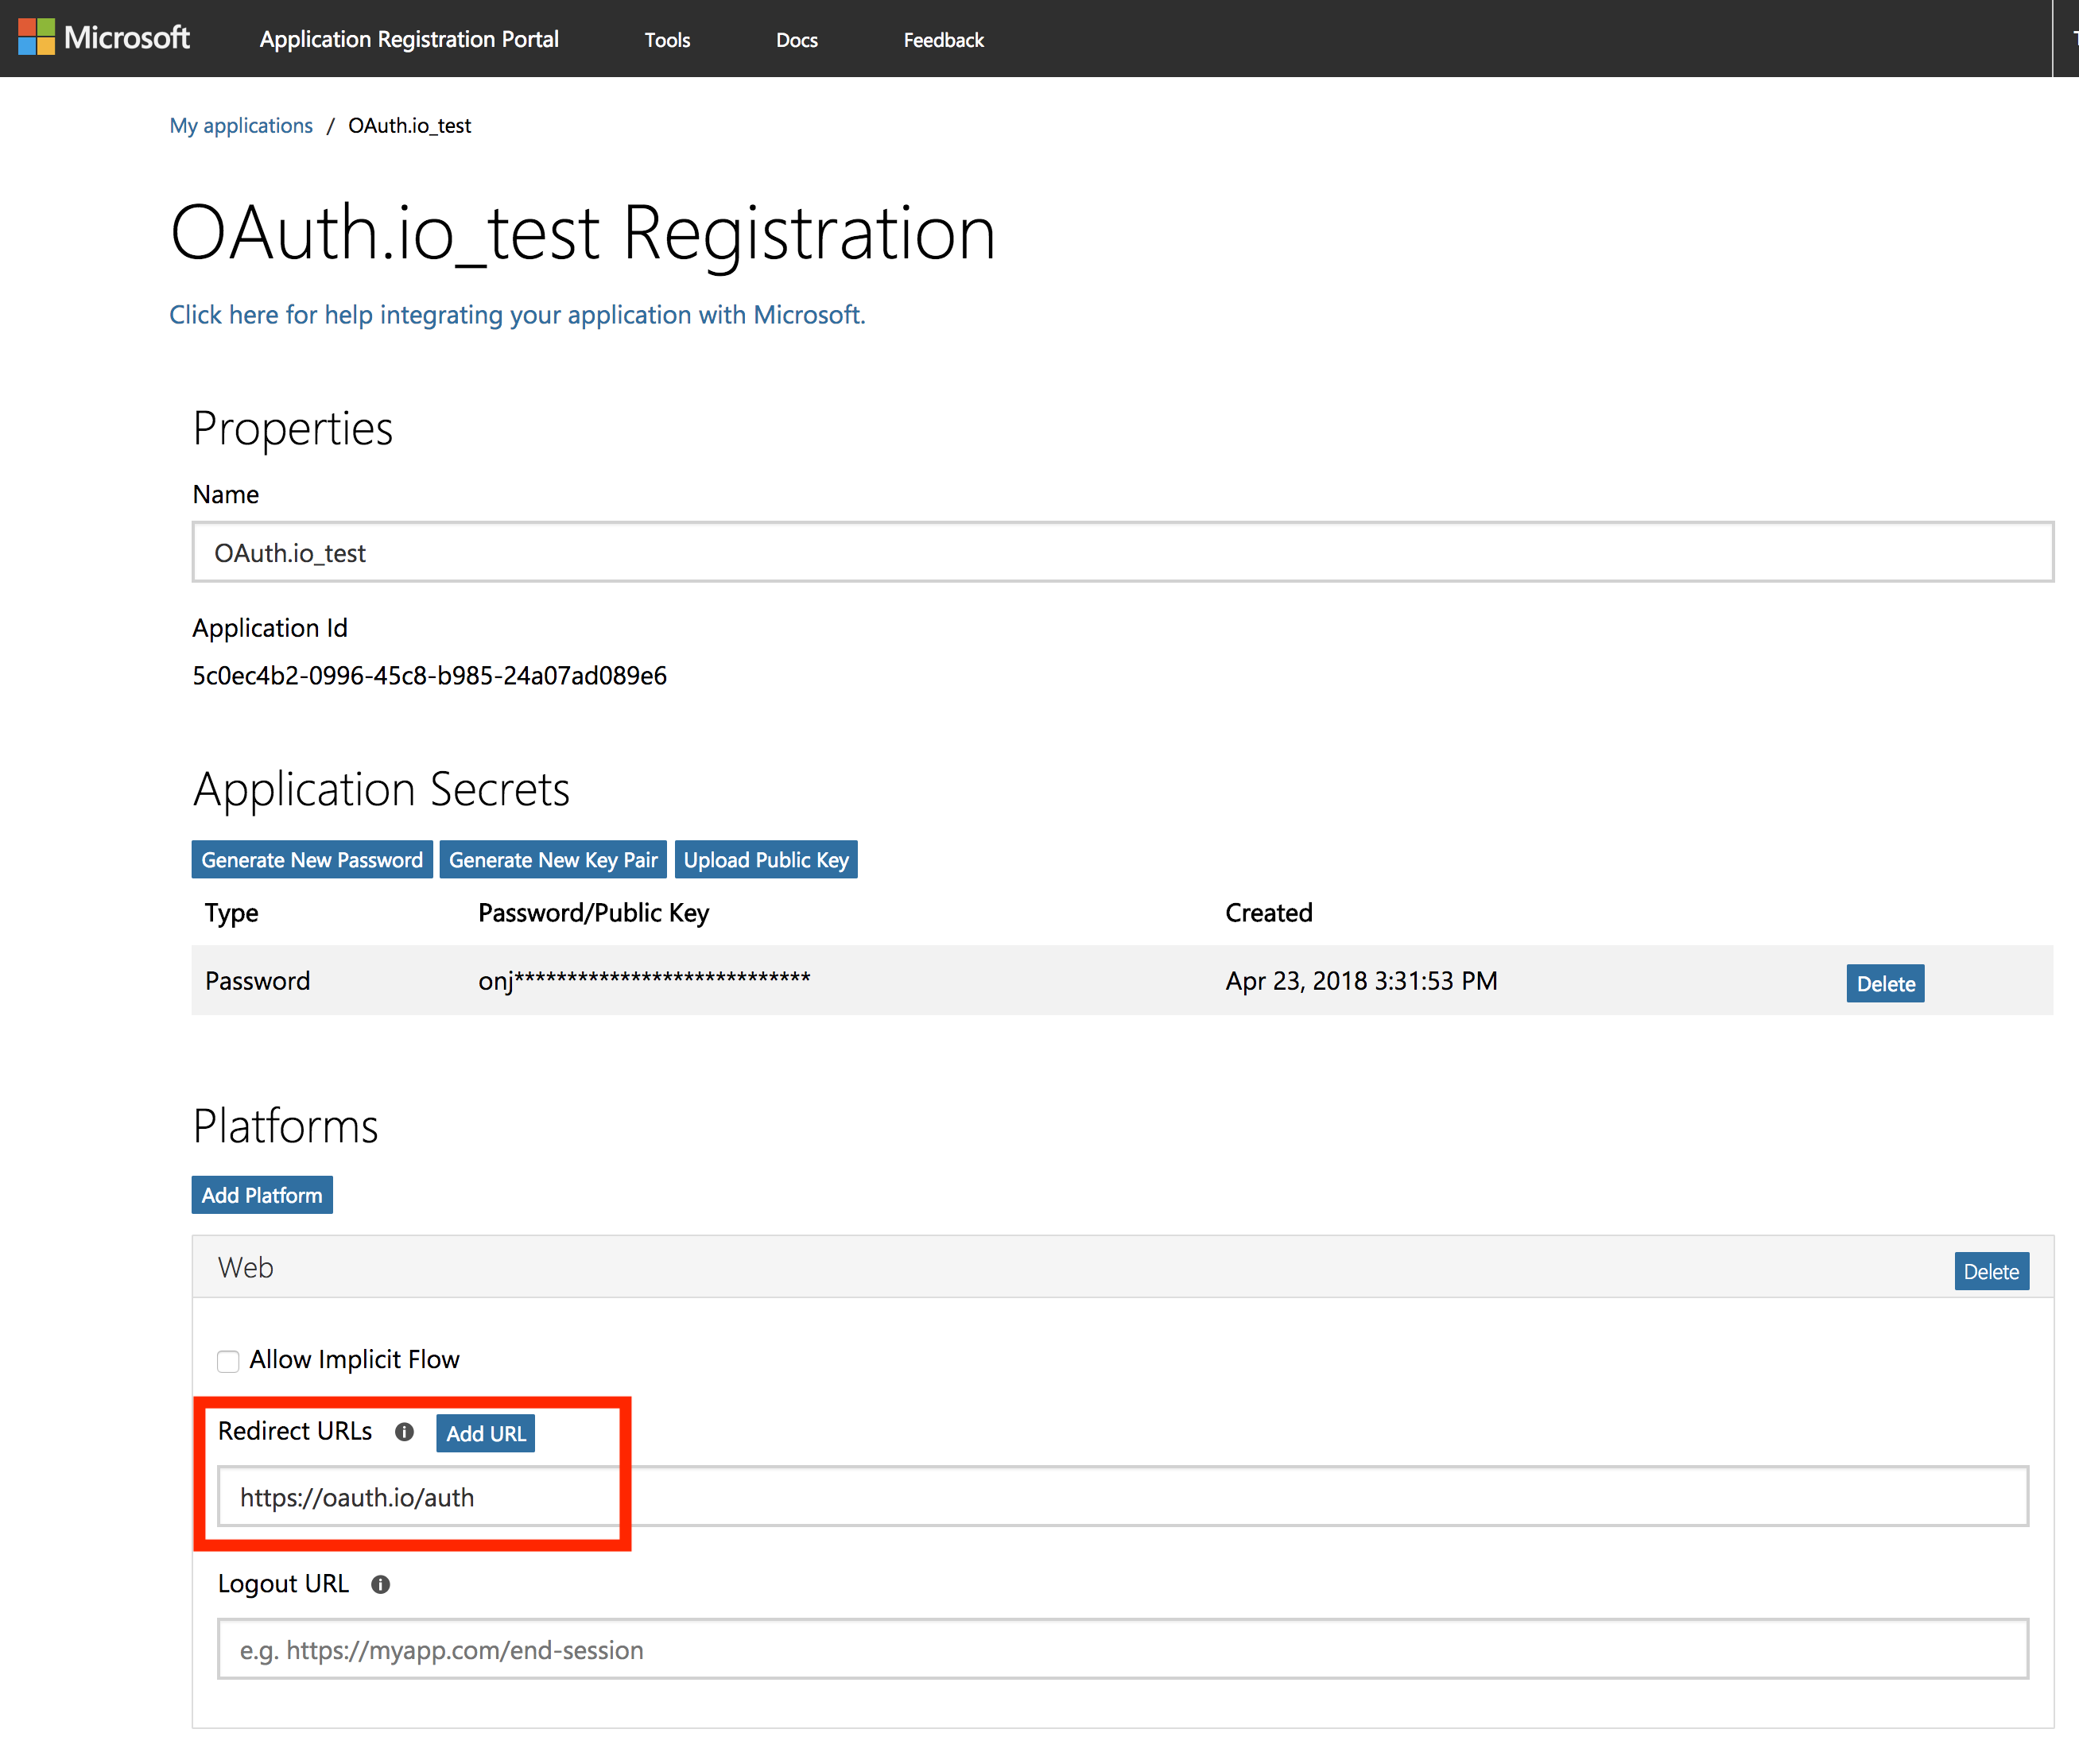 Microsoft Application Registration Portal Tools Docs Feedback
My applications / OAuth.io_test
OAuth.io_test Registration
Click here for help integrating your application with Microsoft.
Properties
Name
OAuth.io_test
Application Id
5c0ec4b2-0996-45c8-b985-24a07ad089e6
Application Secrets
Generate New Password Generate New Key Pair Upload Public Key
Type Password/Public Key Created
Password onj**************************** Apr 23, 2018 3:31:53 PM Delete
Platforms
Add Platform
Web Delete
Allow Implicit Flow
Redirect URLs Add URL
https://oauth.io/auth
Logout URL
e.g. https://myapp.com/end-session